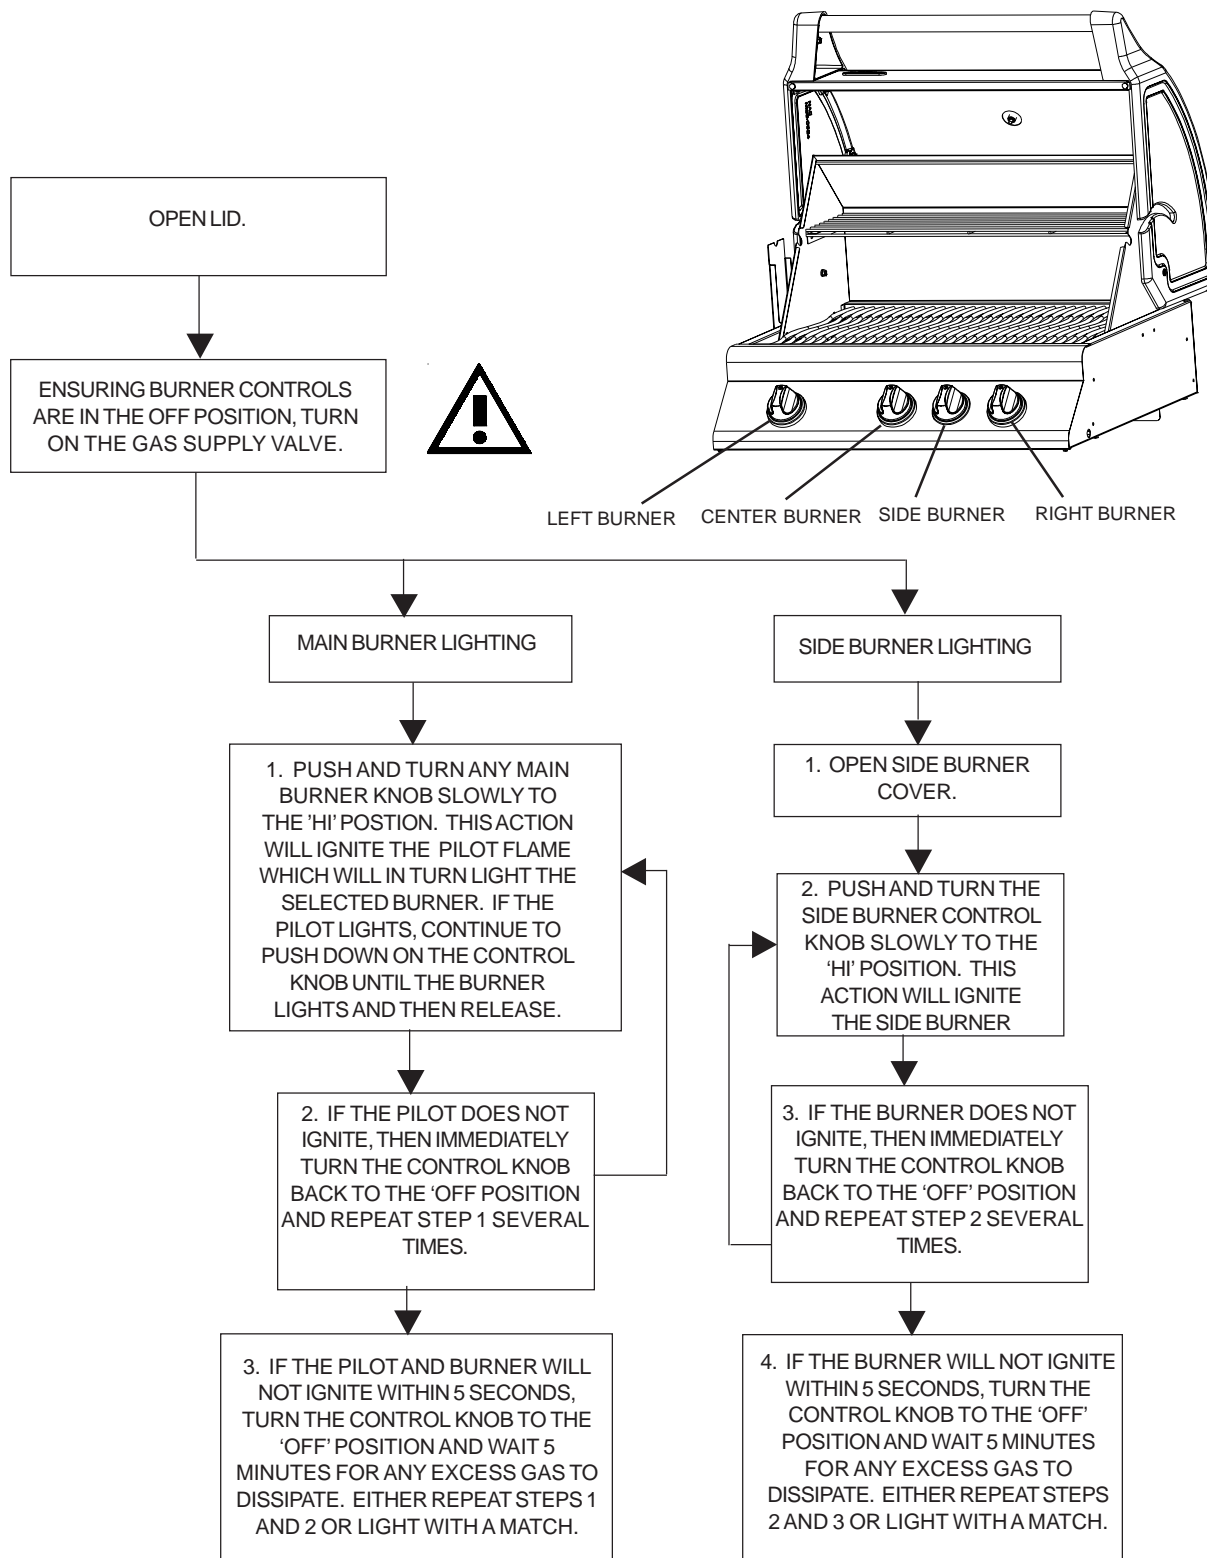 OPEN LID.
ENSURING BURNER CONTROLS
ARE IN THE OFF POSITION, TURN
ON THE GAS SUPPLY VALVE.
LEFT BURNER
CENTER BURNER
SIDE BURNER
RIGHT BURNER
MAIN BURNER LIGHTING
1. PUSH AND TURN ANY MAIN
BURNER KNOB SLOWLY TO
THE 'HI' POSTION. THIS ACTION
WILL IGNITE THE PILOT FLAME
WHICH WILL IN TURN LIGHT THE
SELECTED BURNER. IF THE
PILOT LIGHTS, CONTINUE TO
PUSH DOWN ON THE CONTROL
KNOB UNTIL THE BURNER
LIGHTS AND THEN RELEASE.
2. IF THE PILOT DOES NOT
IGNITE, THEN IMMEDIATELY
TURN THE CONTROL KNOB
BACK TO THE ‘OFF POSITION
AND REPEAT STEP 1 SEVERAL
TIMES.
3. IF THE PILOT AND BURNER WILL
NOT IGNITE WITHIN 5 SECONDS,
TURN THE CONTROL KNOB TO THE
‘OFF’ POSITION AND WAIT 5
MINUTES FOR ANY EXCESS GAS TO
DISSIPATE. EITHER REPEAT STEPS 1
AND 2 OR LIGHT WITH A MATCH.
SIDE BURNER LIGHTING
1. OPEN SIDE BURNER
COVER.
2. PUSH AND TURN THE
SIDE BURNER CONTROL
KNOB SLOWLY TO THE
‘HI’ POSITION. THIS
ACTION WILL IGNITE
THE SIDE BURNER
3. IF THE BURNER DOES NOT
IGNITE, THEN IMMEDIATELY
TURN THE CONTROL KNOB
BACK TO THE ‘OFF’ POSITION
AND REPEAT STEP 2 SEVERAL
TIMES.
4. IF THE BURNER WILL NOT IGNITE
WITHIN 5 SECONDS, TURN THE
CONTROL KNOB TO THE ‘OFF’
POSITION AND WAIT 5 MINUTES
FOR ANY EXCESS GAS TO
DISSIPATE. EITHER REPEAT STEPS
2 AND 3 OR LIGHT WITH A MATCH.